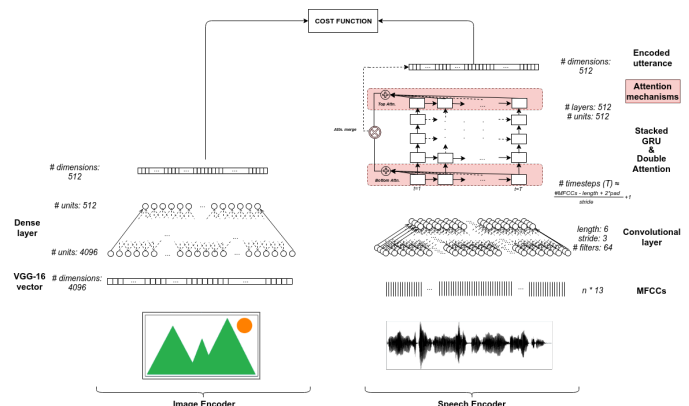 COST FUNCTION
# dimensions:
512
Encoded
utterance
Attention
mechanisms
Top Attn.
# layers: 512
# units: 512
Attn. merge
Stacked
GRU
&
Double
Attention
Bottom Attn.
t=1
t=T
# dimensions:
512
# timesteps (T) ≈
#MFCCs - length + 2*pad
stride
+1
# units: 512
Dense
layer
# units: 4096
length: 6
stride: 3
# filters: 64
Convolutional
layer
VGG-16
vector
# dimensions:
4096
n * 13
MFCCs
Image Encoder
Speech Encoder